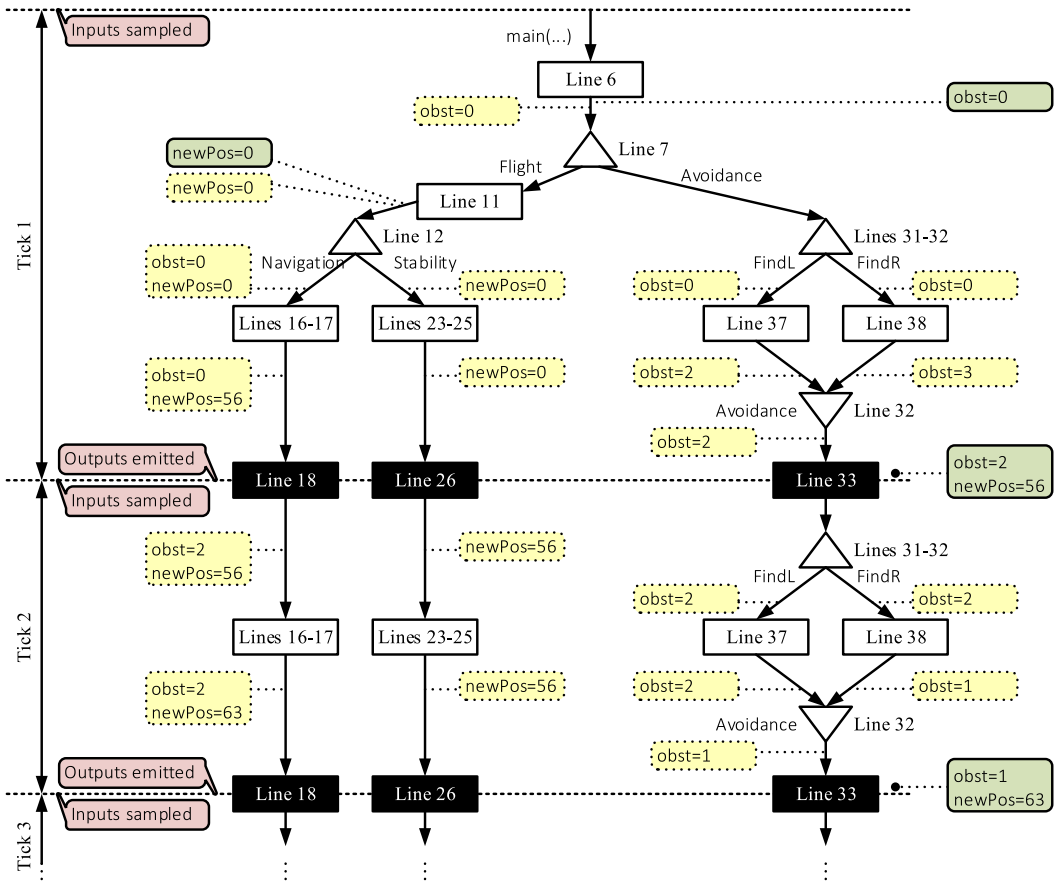 Inputs sampled
main(...)
Line 6
obst=0
obst=0
Line 7
newPos=0
Flight
Avoidance
newPos=0
Line 11
Tick 1
Line 12
Lines 31-32
obst=0
newPos=0
Navigation
Stability
newPos=0
FindL
FindR
obst=0
obst=0
Lines 16-17
Lines 23-25
Line 37
Line 38
obst=0
newPos=56
newPos=0
obst=2
obst=3
Avoidance
Line 32
obst=2
Outputs emitted
Line 18
Line 26
Line 33
obst=2
newPos=56
Inputs sampled
obst=2
newPos=56
newPos=56
Lines 31-32
FindL
FindR
obst=2
obst=2
Tick 2
Lines 16-17
Lines 23-25
Line 37
Line 38
obst=2
newPos=63
newPos=56
obst=2
obst=1
Avoidance
Line 32
obst=1
Outputs emitted
Line 18
Line 26
Line 33
obst=1
newPos=63
Inputs sampled
Tick 3